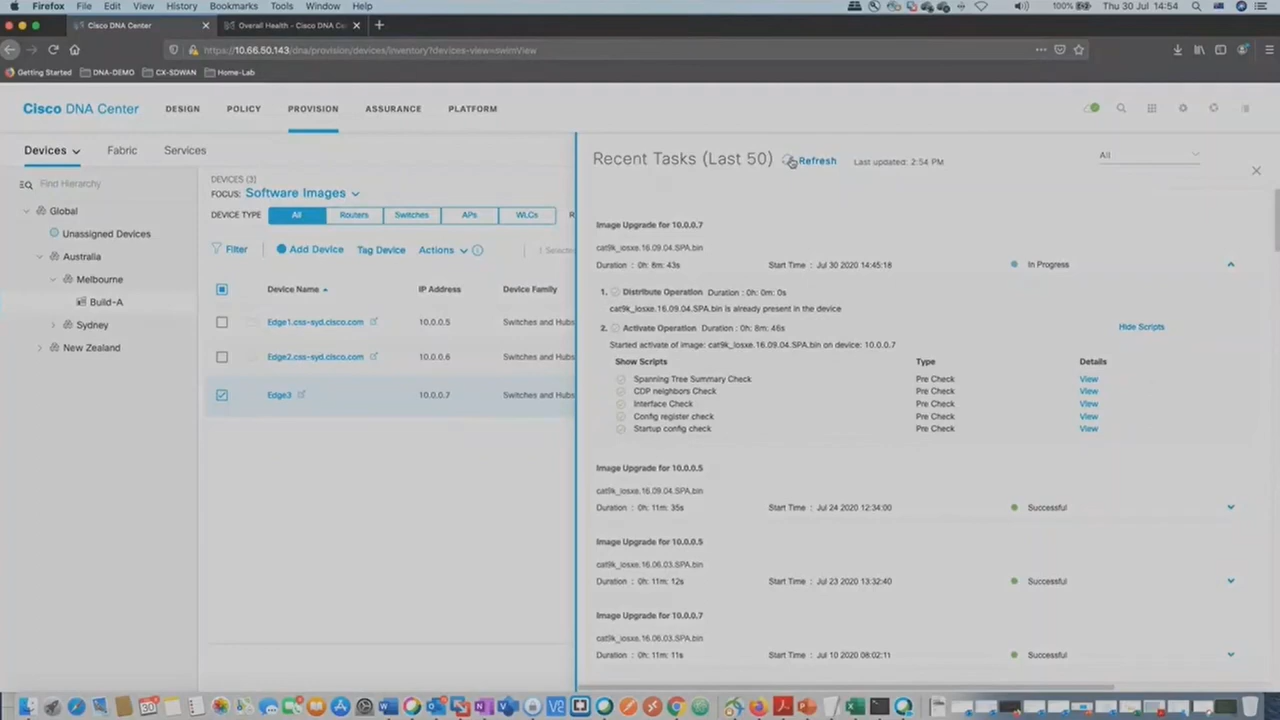 Firefox File Edit View History Bookmarks Tools Window Help 100% Thu 30 Jul 14:54
Cisco DNA Center Overall Health - Cisco DNA Ce
https://10.66.50.143/dna/provision/devices/inventory?devices-view=swimView
Getting Started DNA-DEMO CX-SDWAN Home-Lab
Cisco DNA Center DESIGN POLICY PROVISION ASSURANCE PLATFORM
Devices Fabric Services
Find Hierarchy
Global
Unassigned Devices
Australia
Melbourne
Build-A
Sydney
New Zealand
DEVICES (3)
FOCUS: Software Images
DEVICE TYPE All Routers Switches APs WLCs R
Filter Add Device Tag Device Actions 1 Selected
Device Name IP Address Device Family
Edge1.css-syd.cisco.com 10.0.0.5 Switches and Hubs
Edge2.css-syd.cisco.com 10.0.0.6 Switches and Hubs
Edge3 10.0.0.7 Switches and Hubs
Recent Tasks (Last 50) Refresh Last updated: 2:54 PM All
Image Upgrade for 10.0.0.7
cat9k_iosxe.16.09.04.SPA.bin
Duration : 0h: 8m: 43s Start Time : Jul 30 2020 14:45:18 In Progress
1. Distribute Operation Duration : 0h: 0m: 0s
cat9k_iosxe.16.09.04.SPA.bin is already present in the device
2. Activate Operation Duration : 0h: 8m: 46s Hide Scripts
Started activate of image: cat9k_iosxe.16.09.04.SPA.bin on device: 10.0.0.7
Show Scripts Type Details
Spanning Tree Summary Check Pre Check View
CDP neighbors Check Pre Check View
Interface Check Pre Check View
Config register check Pre Check View
Startup config check Pre Check View
Image Upgrade for 10.0.0.5
cat9k_iosxe.16.09.04.SPA.bin
Duration : 0h: 11m: 35s Start Time : Jul 24 2020 12:34:00 Successful
Image Upgrade for 10.0.0.5
cat9k_iosxe.16.06.03.SPA.bin
Duration : 0h: 11m: 12s Start Time : Jul 23 2020 13:32:40 Successful
Image Upgrade for 10.0.0.7
cat9k_iosxe.16.06.03.SPA.bin
Duration : 0h: 11m: 11s Start Time : Jul 10 2020 08:02:11 Successful